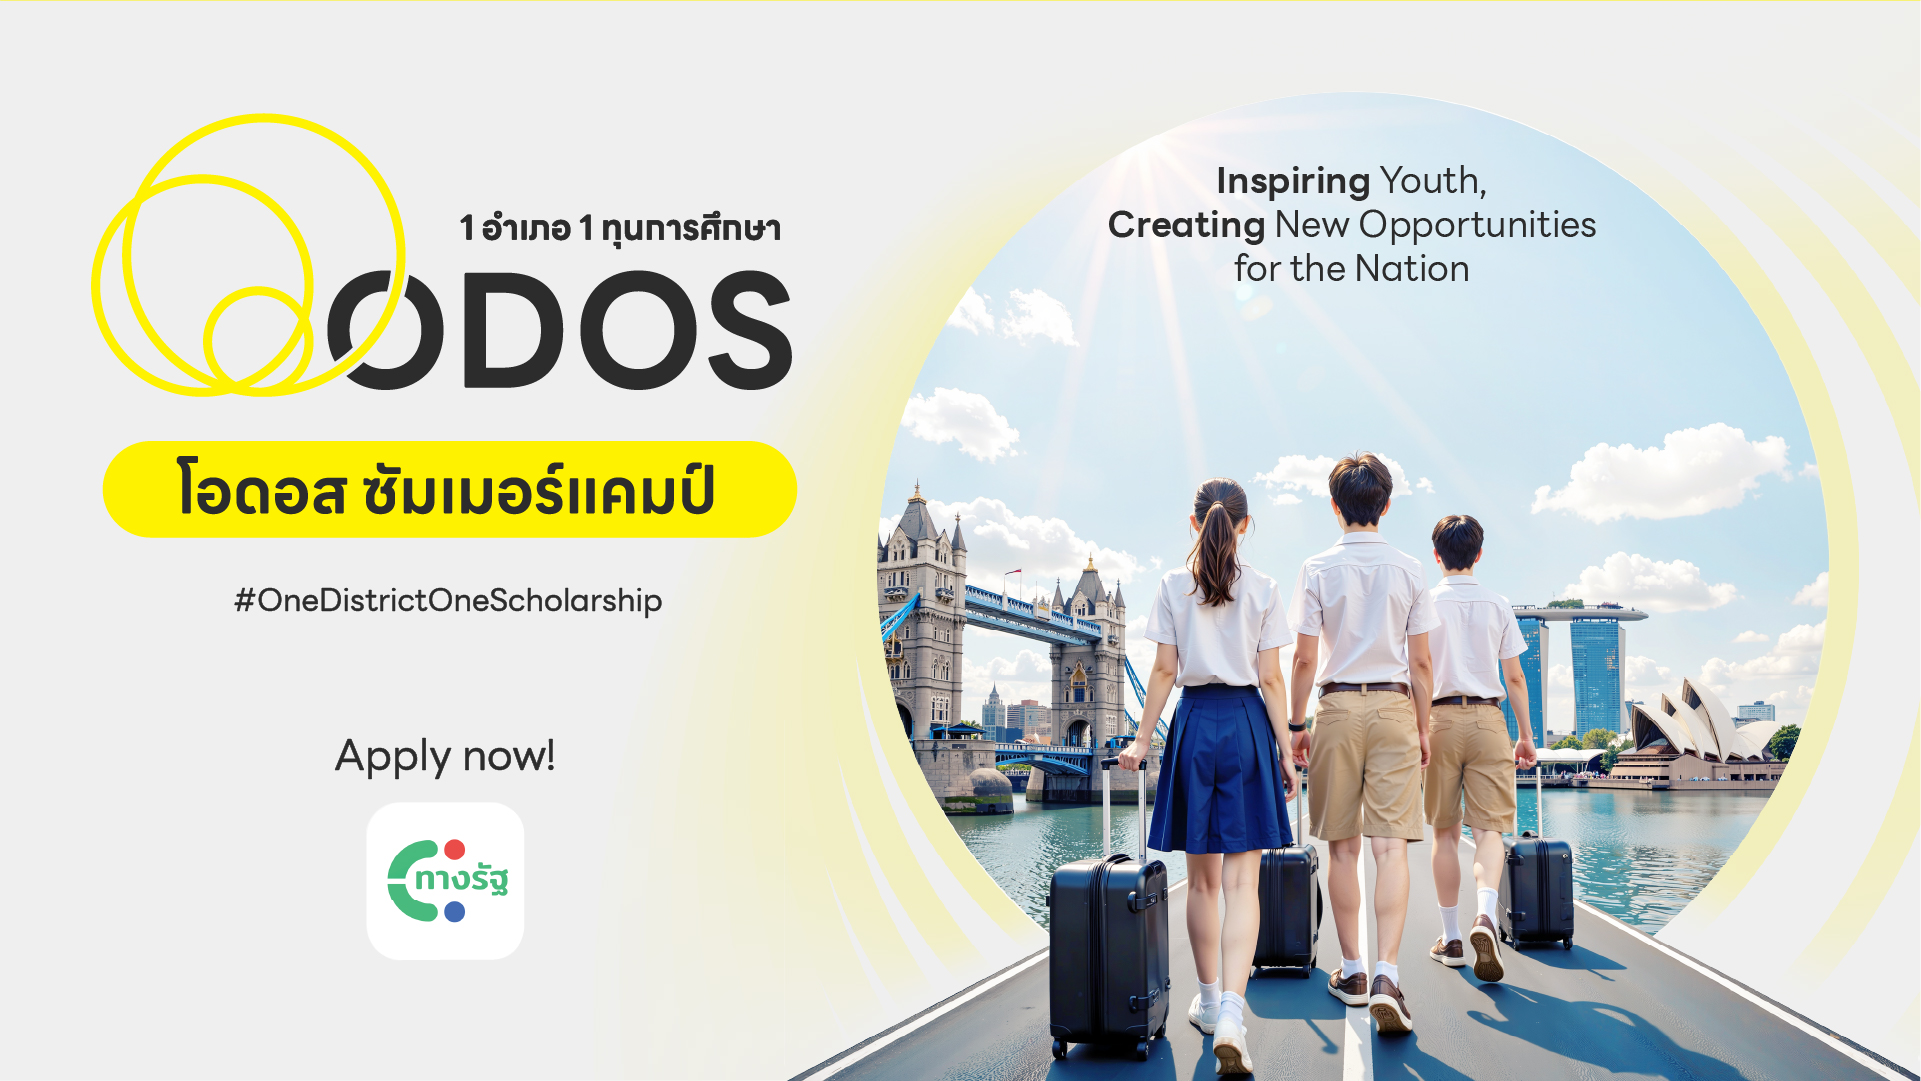 1 อำเภอ 1 ทุนการศึกษา
ODOS
โอดอส ซัมเมอร์แคมป์
#OneDistrictOneScholarship
Apply now!
ทางรัฐ
Inspiring Youth,
Creating New Opportunities
for the Nation